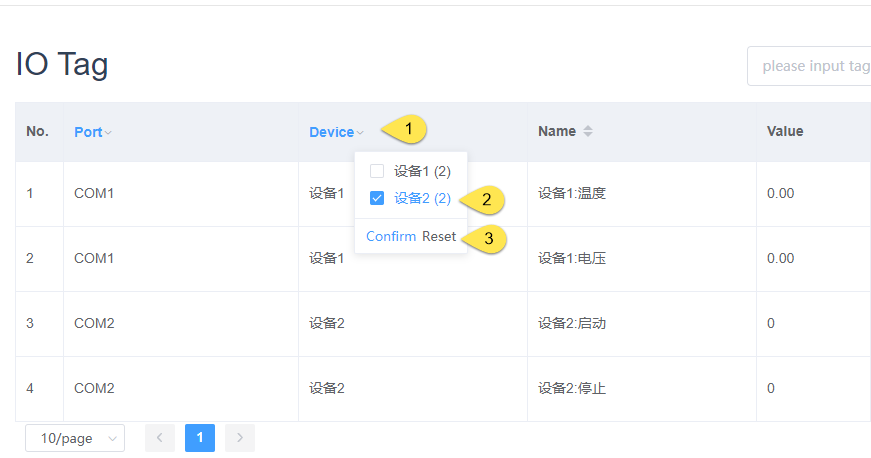 IO Tag
please input tag
No. Port Device 1 Name Value
设备1 (2)
设备2 (2) 2
Confirm Reset 3
1 COM1 设备1 设备1:温度 0.00
2 COM1 设备1 设备1:电压 0.00
3 COM2 设备2 设备2:启动 0
4 COM2 设备2 设备2:停止 0
10/page 1